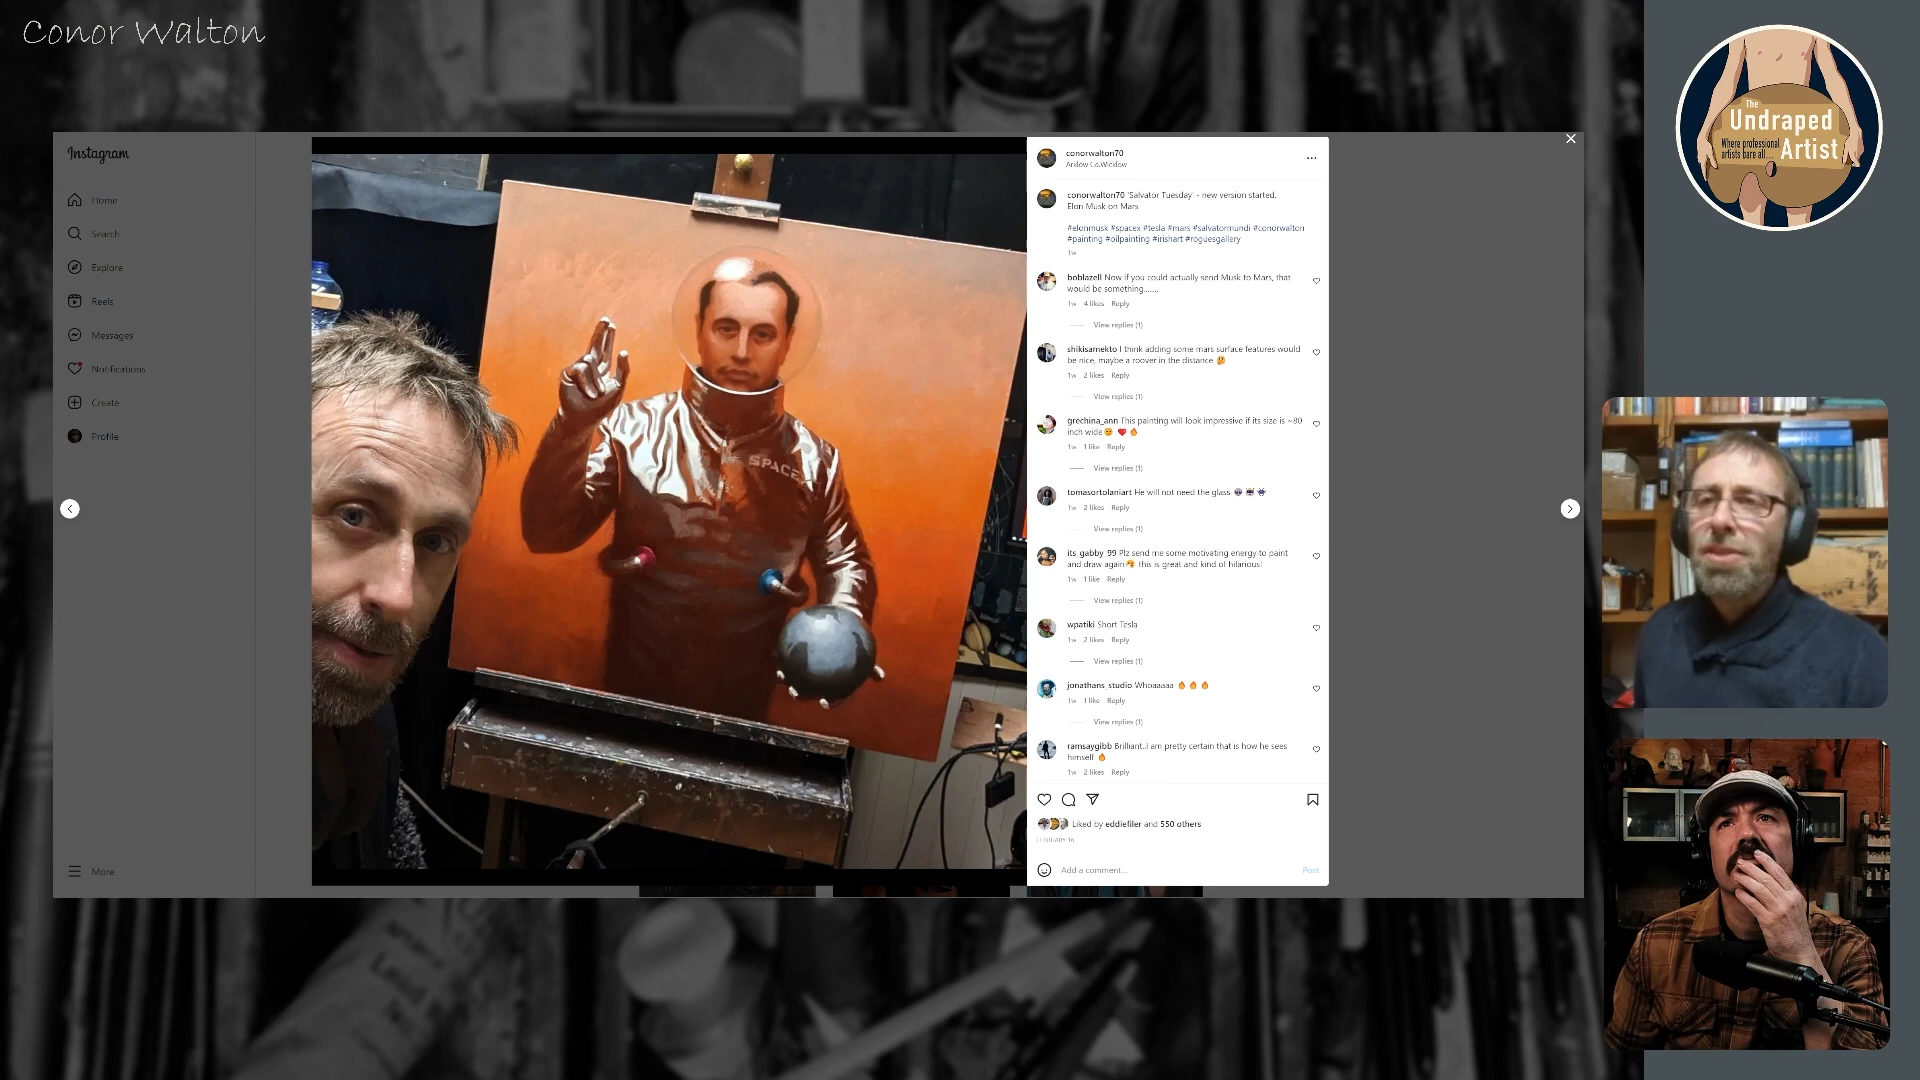 Conor Walton
Instagram
Home
Search
Explore
Reels
Messages
Notifications
Create
Profile
More
SPACE
conorwalton70
Arklow Co.Wicklow
conorwalton70 'Salvator Tuesday' - new version started.
Elon Musk on Mars
#elonmusk #spacex #tesla #mars #salvatormundi #conorwalton
#painting #oilpainting #irishart #roguesgallery
1w
boblazell Now if you could actually send Musk to Mars, that
would be something.......
1w 4 likes Reply
View replies (1)
shikisamekto I think adding some mars surface features would
be nice, maybe a roover in the distance 🤔
1w 2 likes Reply
View replies (1)
grechina_ann This painting will look impressive if its size is ~80
inch wide😊 ❤️ 🔥
1w 1 like Reply
View replies (1)
tomasortolaniart He will not need the glass 👽 👾
1w 2 likes Reply
View replies (1)
its_gabby_99 Plz send me some motivating energy to paint
and draw again🥰 this is great and kind of hilarious!
1w 1 like Reply
View replies (1)
wpatiki Short Tesla
1w 2 likes Reply
View replies (1)
jonathans_studio Whoaaaaa 🔥 🔥 🔥
1w 1 like Reply
View replies (1)
ramsaygibb Brilliant..I am pretty certain that is how he sees
himself 🔥
1w 2 likes Reply
Liked by eddiefiler and 550 others
FEBRUARY 16
Add a comment...
Post
The
Undraped
Where professional
artists bare all...
Artist